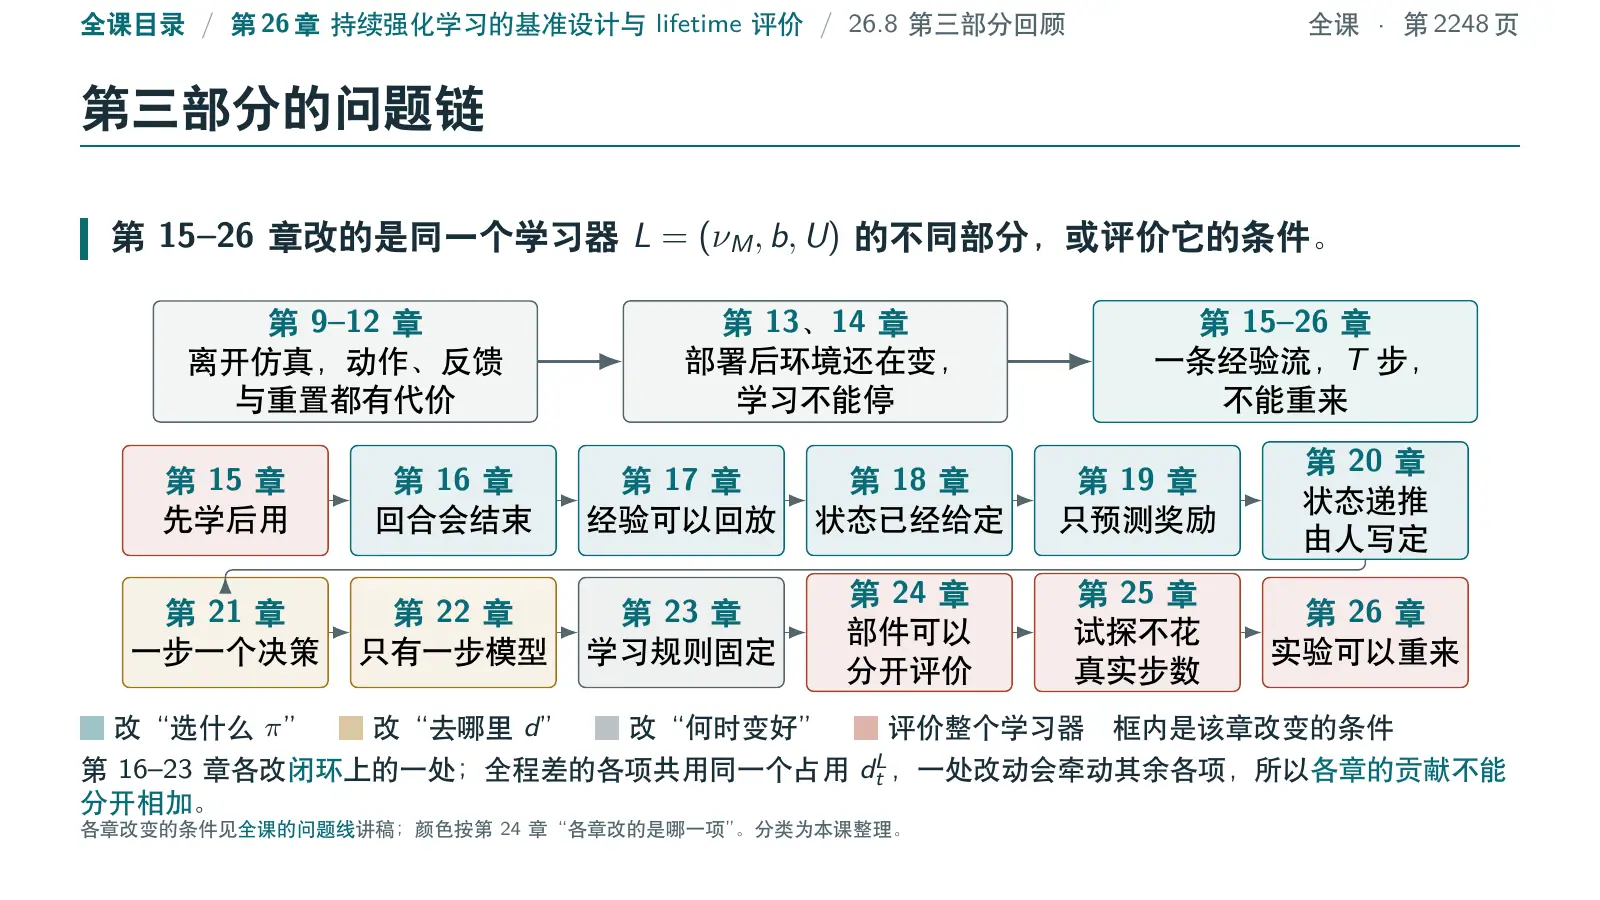 全课目录 / 第 26 章 持续强化学习的基准设计与 lifetime 评价 / 26.8 第三部分回顾 全课 · 第 2248 页
第三部分的问题链
第 15–26 章改的是同一个学习器 L = (ν_M, b, U) 的不同部分，或评价它的条件。
第 9–12 章
离开仿真，动作、反馈
与重置都有代价
第 13、14 章
部署后环境还在变，
学习不能停
第 15–26 章
一条经验流，T 步，
不能重来
第 15 章
先学后用
第 16 章
回合会结束
第 17 章
经验可以回放
第 18 章
状态已经给定
第 19 章
只预测奖励
第 20 章
状态递推
由人写定
第 21 章
一步一个决策
第 22 章
只有一步模型
第 23 章
学习规则固定
第 24 章
部件可以
分开评价
第 25 章
试探不花
真实步数
第 26 章
实验可以重来
改“选什么 π” 改“去哪里 d” 改“何时变好” 评价整个学习器 框内是该章改变的条件
第 16–23 章各改闭环上的一处；全程差的各项共用同一个占用 d_t^L，一处改动会牵动其余各项，所以各章的贡献不能
分开相加。
各章改变的条件见全课的问题线讲稿；颜色按第 24 章“各章改的是哪一项”。分类为本课整理。